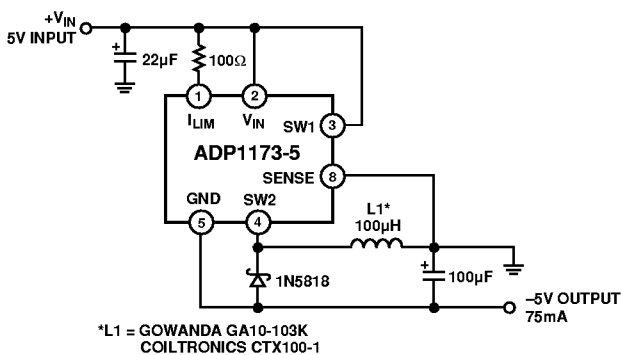 +VIN
5V INPUT
22µF
100Ω
1
2
ILIM
VIN
SW1
3
ADP1173-5
SENSE
8
GND
SW2
5
4
L1*
100µH
1N5818
100µF
–5V OUTPUT
75mA
*L1 = GOWANDA GA10-103K
COILTRONICS CTX100-1
+
+